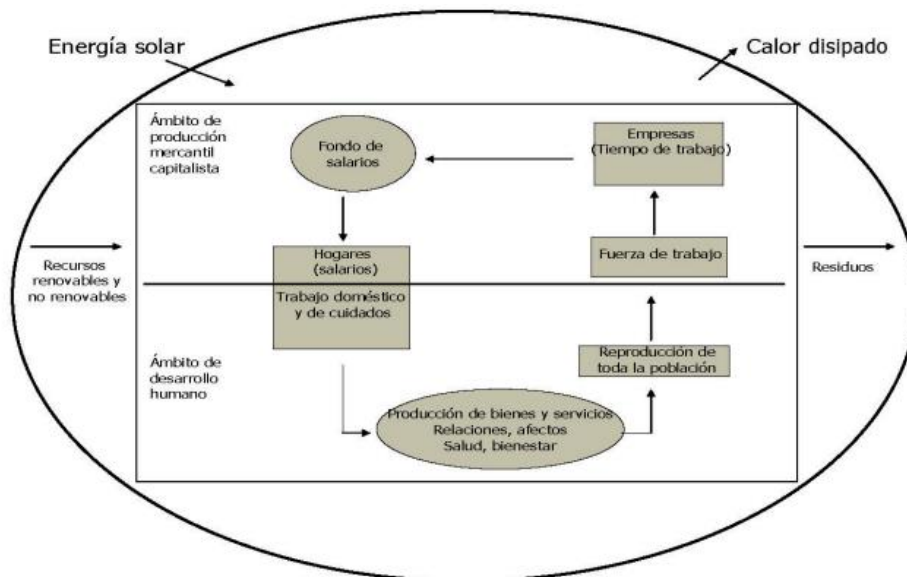 Energía solar
Calor disipado
Ámbito de
producción
mercantil
capitalista
Fondo de
salarios
Empresas
(Tiempo de trabajo)
Hogares
(salarios)
Fuerza de trabajo
Recursos
renovables y
no renovables
Residuos
Trabajo doméstico
y de cuidados
Ámbito de
desarrollo
humano
Reproducción de
toda la población
Producción de bienes y servicios
Relaciones, afectos
Salud, bienestar